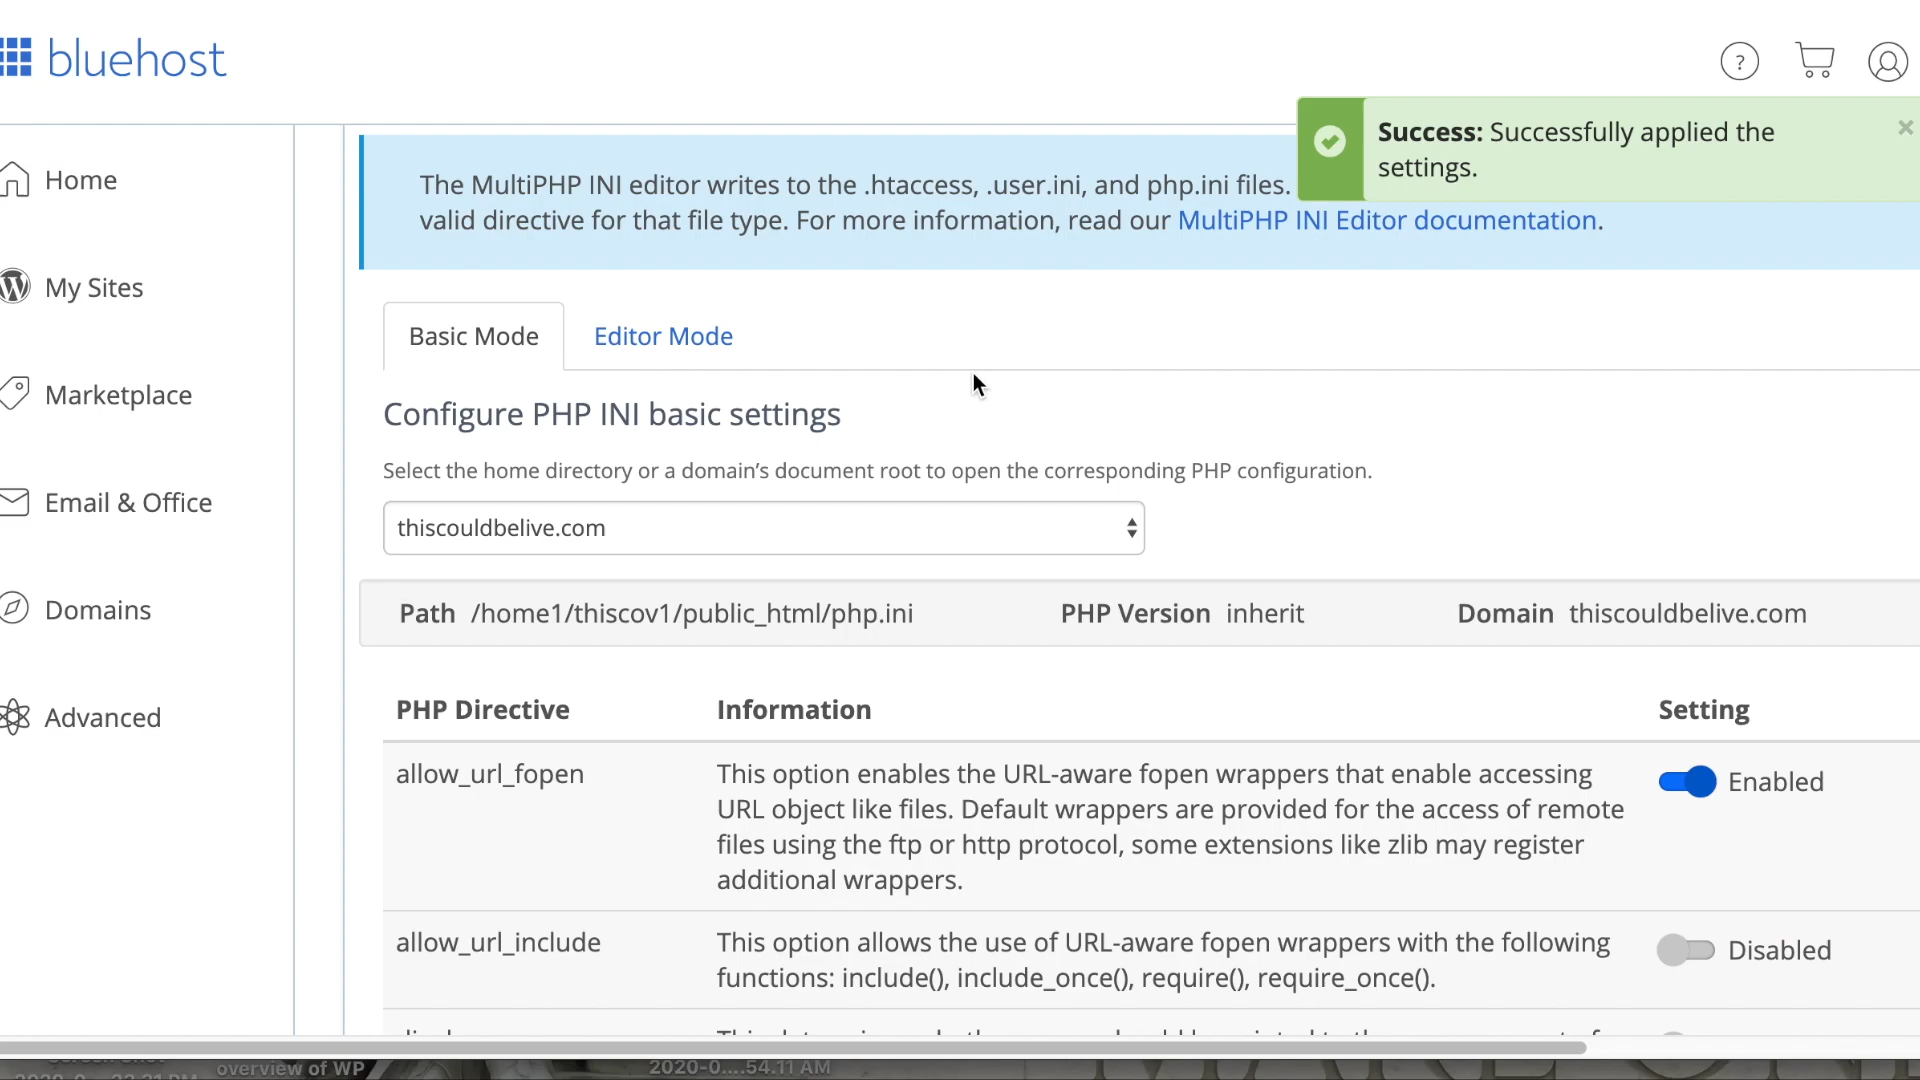 bluehost
?
Success: Successfully applied the
settings.
×
Home
My Sites
Marketplace
Email & Office
Domains
Advanced
The MultiPHP INI editor writes to the .htaccess, .user.ini, and php.ini files.
valid directive for that file type. For more information, read our MultiPHP INI Editor documentation.
Basic Mode
Editor Mode
Configure PHP INI basic settings
Select the home directory or a domain’s document root to open the corresponding PHP configuration.
thiscouldbelive.com
Path /home1/thiscov1/public_html/php.ini PHP Version inherit Domain thiscouldbelive.com
PHP Directive Information Setting
allow_url_fopen
This option enables the URL-aware fopen wrappers that enable accessing
URL object like files. Default wrappers are provided for the access of remote
files using the ftp or http protocol, some extensions like zlib may register
additional wrappers.
Enabled
allow_url_include
This option allows the use of URL-aware fopen wrappers with the following
functions: include(), include_once(), require(), require_once().
Disabled
overview of WP
2020-0....54.11 AM